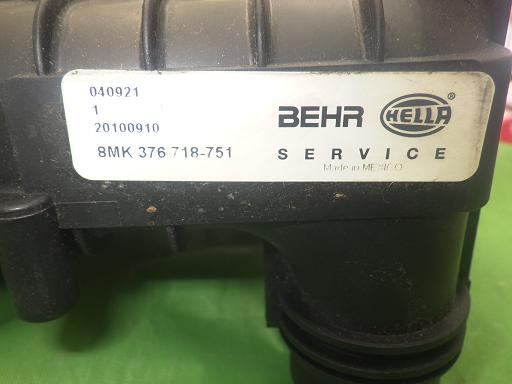 040921
1
20100910
8MK 376 718-751
BEHR HELLA®
SERVICE
Made in MEXICO